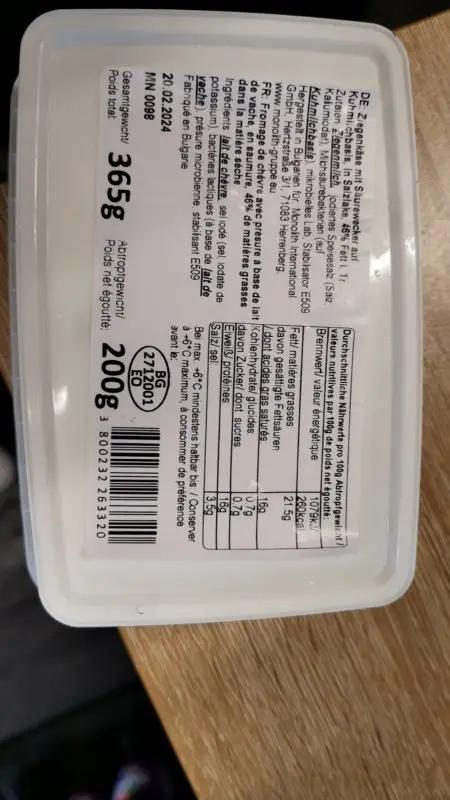 DE: Ziegenkäse mit Säurewecker auf
Kuhmilchbasis, in Salzlake, 46% Fett i. Tr.
Zutaten: Ziegenmilch, jodiertes Speisesalz (Salz,
Kaliumiodat), Milchsäurebakterien (auf
Kuhmilchbasis), mikrobielles Lab, Stabilisator E509
Hergestellt in Bulgarien für: Monolith International
GmbH, Hertzstraße 3/1, 71083 Herrenberg,
www.monolith-gruppe.eu
FR: Fromage de chèvre avec présure à base de lait
de vache, en saumure, 46% de matières grasses
dans la matière sèche
Ingrédients: lait de chèvre, sel iodé (sel, iodate de
potassium), bactéries lactiques (à base de lait de
vache), présure microbienne, stabilisant E509
Fabriqué en Bulgarie
20.02.2024
MN 0098
Gesamtgewicht/
Poids total:
365g
Abtropfgewicht/
Poids net égoutté:
200g
Durchschnittliche Nährwerte pro 100g Abtropfgewicht /
valeurs nutritives par 100g de poids net égoutté:
Brennwert/ valeur énergétique 1079kJ/
260kcal
Fett/ matières grasses 21.5g
davon gesättigte Fettsäuren
/ dont acides gras saturés 16g
Kohlenhydrate/ glucides 0.7g
davon Zucker/ dont sucres 0.7g
Eiweiß/ protéines 16g
Salz/ sel 3.5g
Bei max. +6°C mindestens haltbar bis: / Conserver
à +6°C maximum, à consommer de préférence
avant le:
BG
2712001
EO
3 800232 263320